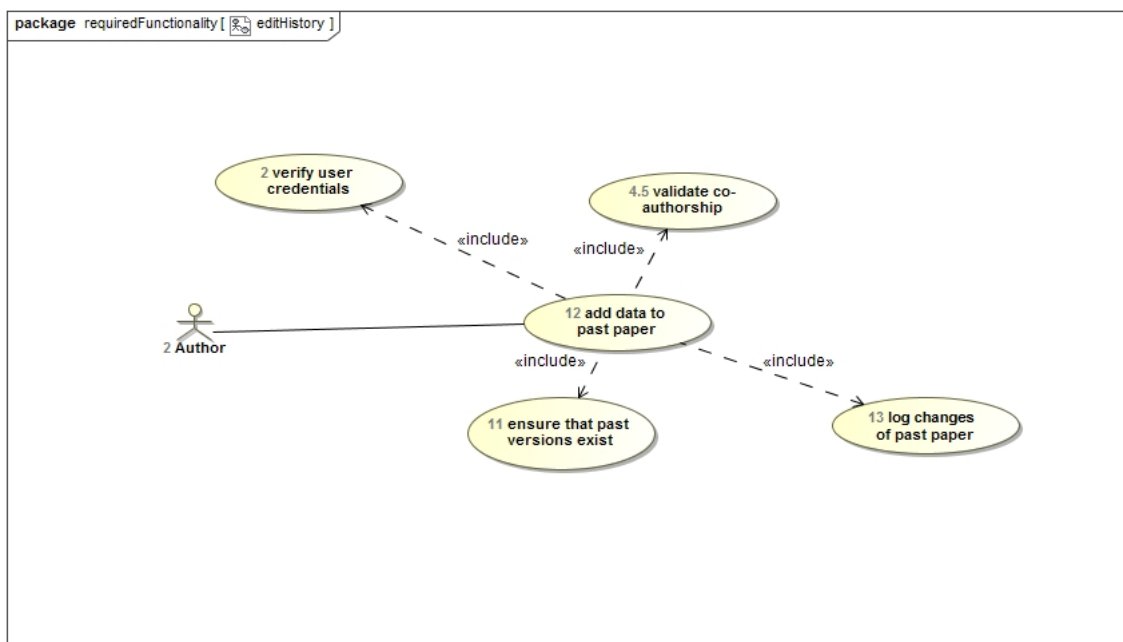 package requiredFunctionality [ editHistory ]
2 verify user
credentials
4.5 validate co-
authorship
«include»
«include»
12 add data to
past paper
2 Author
«include»
«include»
11 ensure that past
versions exist
13 log changes
of past paper